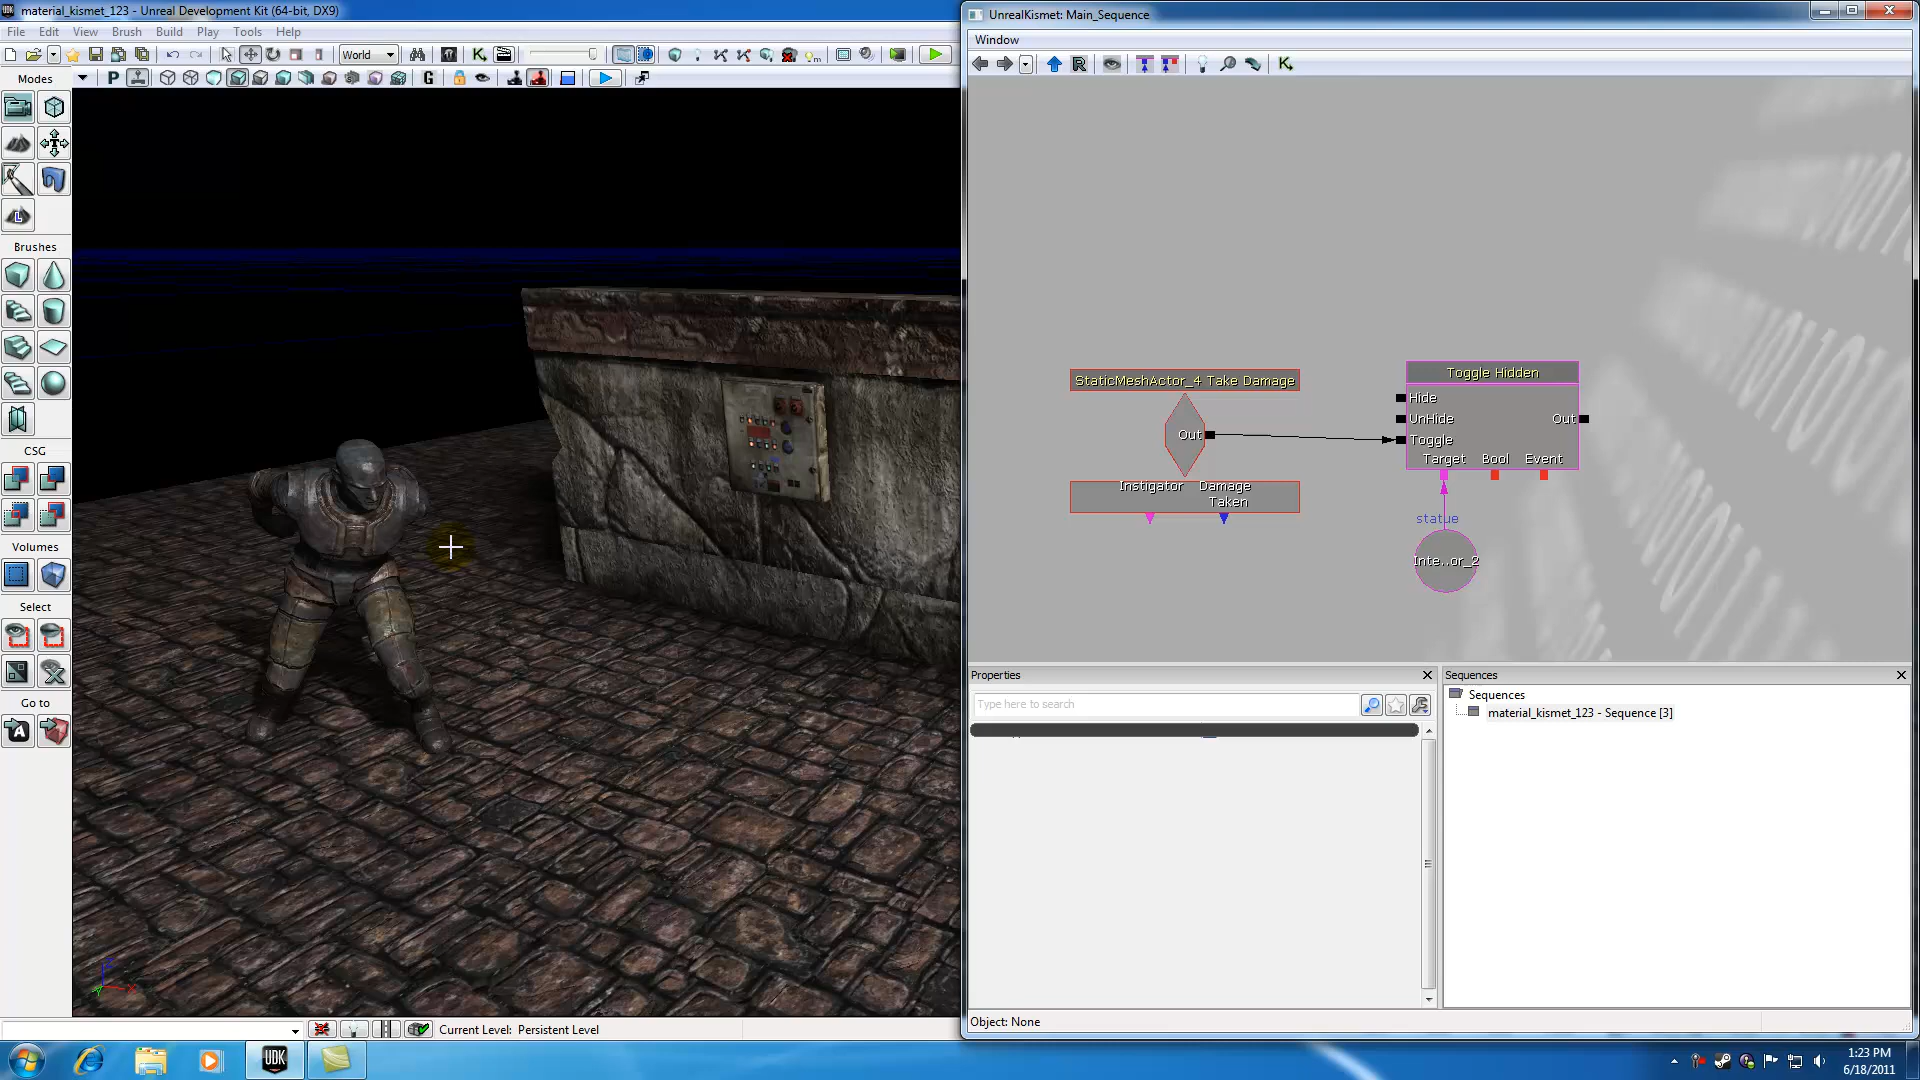 material_kismet_123 - Unreal Development Kit (64-bit, DX9)
File Edit View Brush Build Play Tools Help
World
Modes
P
G
Brushes
CSG
Volumes
Select
Go to
Current Level: Persistent Level
UnrealKismet: Main_Sequence
Window
R
K
StaticMeshActor_4 Take Damage
Out
Instigator Damage
Taken
Toggle Hidden
Hide
UnHide
Out
Toggle
Target Bool Event
statue
Inte..or_2
Properties
Type here to search
Sequences
Sequences
material_kismet_123 - Sequence [3]
Object: None
UDK
1:23 PM
6/18/2011